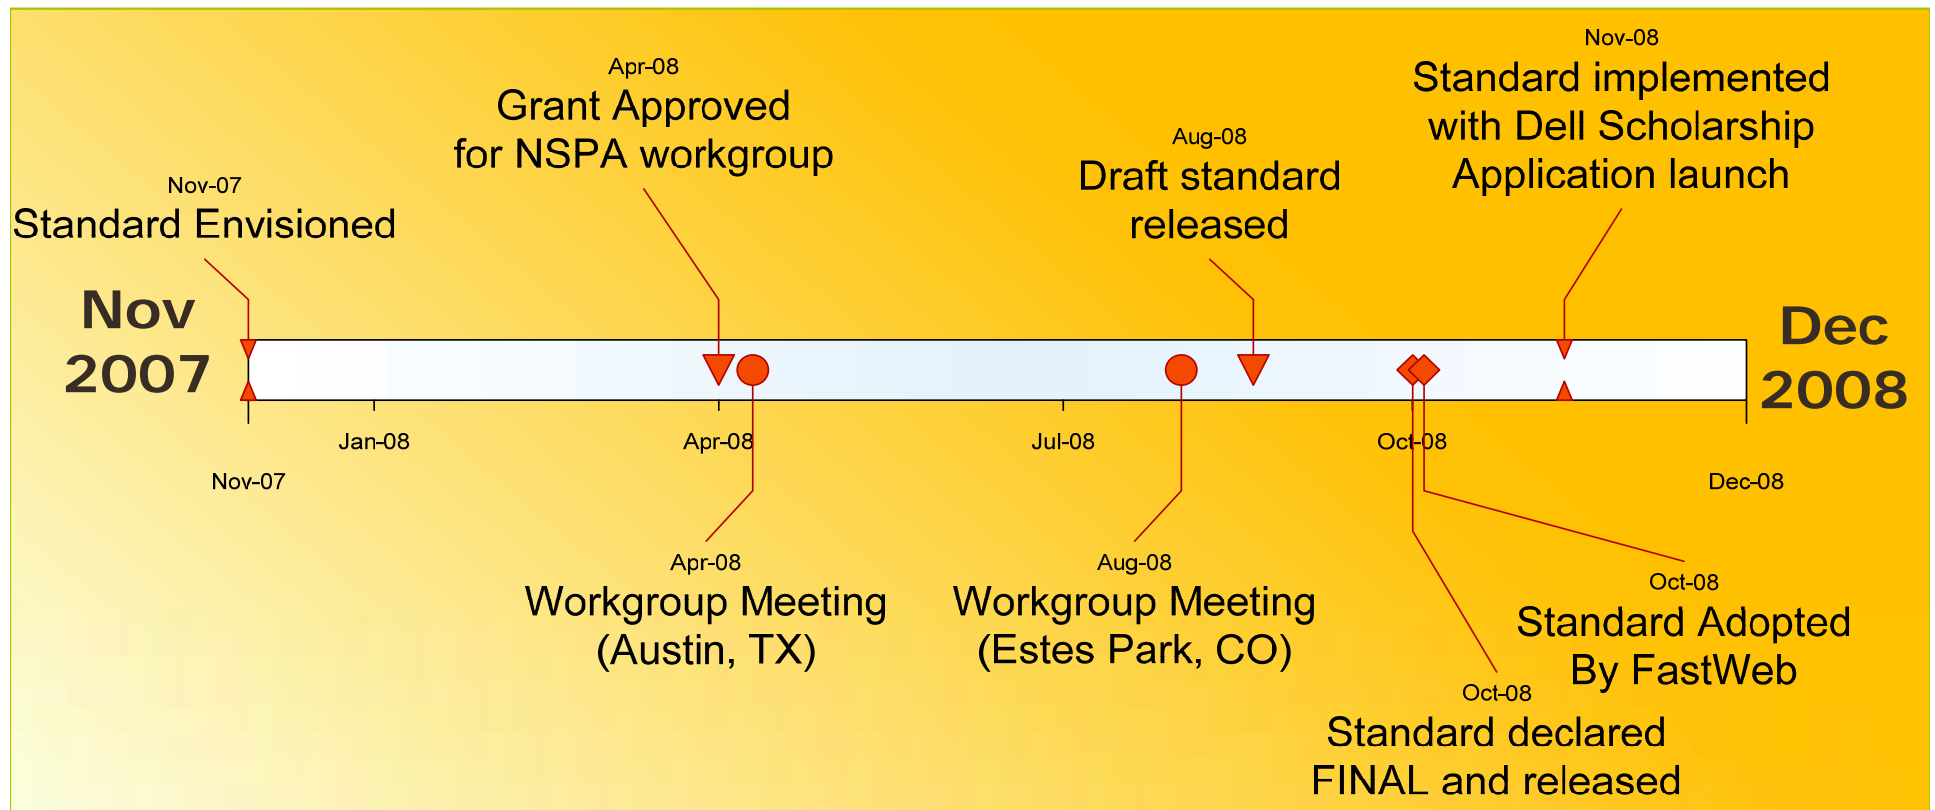 Nov-07
Standard Envisioned
Apr-08
Grant Approved
for NSPA workgroup
Aug-08
Draft standard
released
Nov-08
Standard implemented
with Dell Scholarship
Application launch
Nov
2007
Dec
2008
Jan-08
Apr-08
Jul-08
Oct-08
Nov-07
Dec-08
Apr-08
Workgroup Meeting
(Austin, TX)
Aug-08
Workgroup Meeting
(Estes Park, CO)
Oct-08
Standard Adopted
By FastWeb
Oct-08
Standard declared
FINAL and released